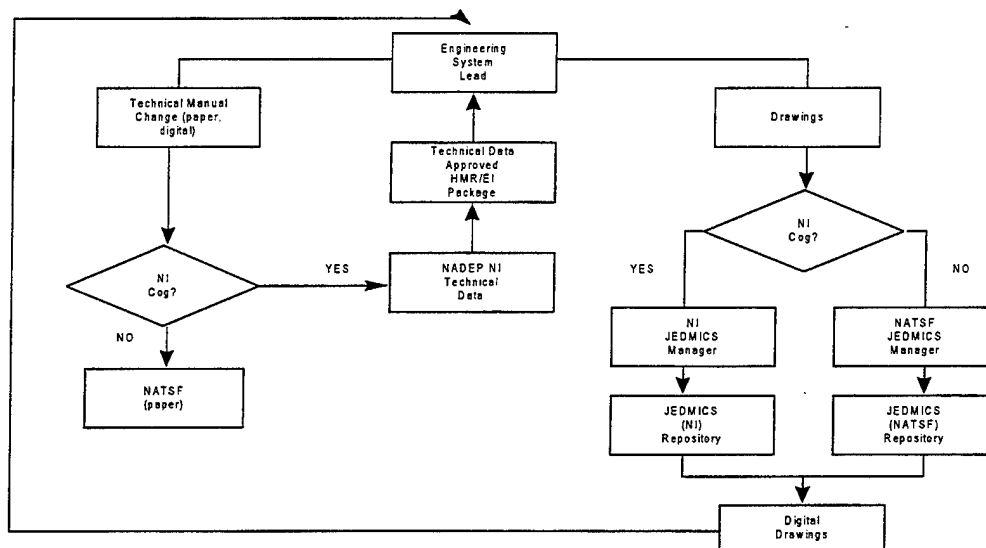 Engineering
System
Lead
Technical Manual
Change (paper,
digital)
Drawings
Technical Data
Approved
HMR/EI
Package
NI
Cog?
YES
NO
NI
Cog?
YES
NADEP NI
Technical
Data
NO
NATSF
(paper)
NI
JEDMICS
Manager
NATSF
JEDMICS
Manager
JEDMICS
(NI)
Repository
JEDMICS
(NATSF)
Repository
Digital
Drawings